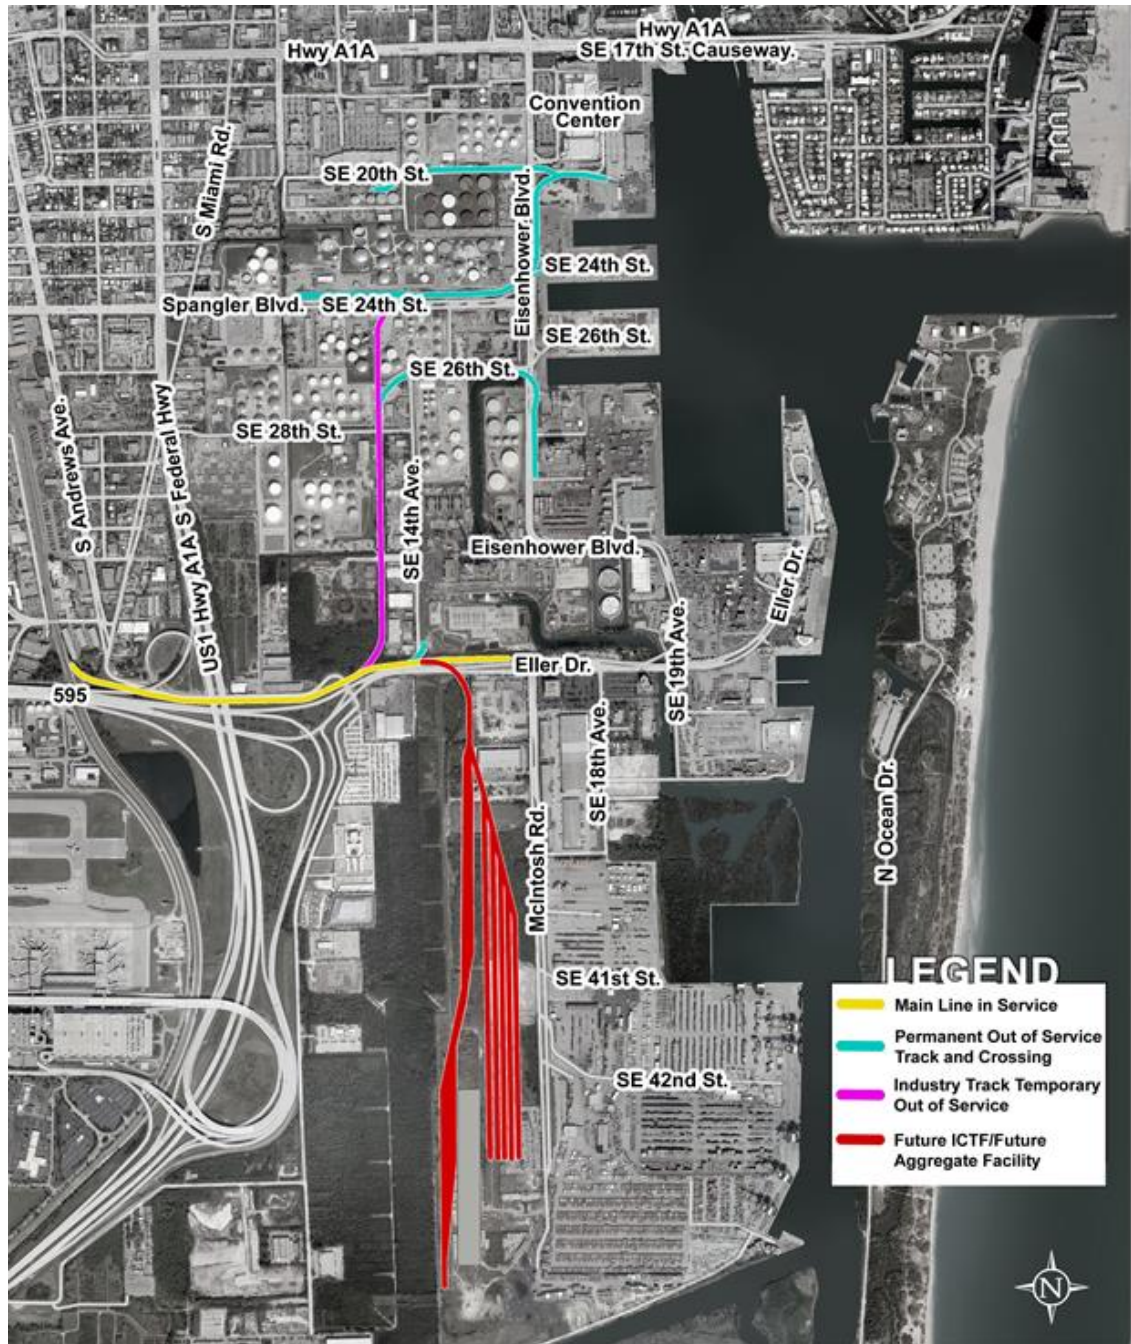 Hwy A1A
Hwy A1A
SE 17th St. Causeway.
Convention
Center
S Miami Rd.
SE 20th St.
Eisenhower Blvd.
SE 24th St.
Spangler Blvd.
SE 24th St.
SE 26th St.
SE 26th St.
S Andrews Ave.
US1- Hwy A1A- S Federal Hwy
SE 28th St.
SE 14th Ave.
Eisenhower Blvd.
Eller Dr.
Eller Dr.
595
SE 19th Ave.
SE 18th Ave.
N Ocean Dr.
McIntosh Rd.
SE 41st St.
SE 42nd St.
LEGEND
Main Line in Service
Permanent Out of Service
Track and Crossing
Industry Track Temporary
Out of Service
Future ICTF/Future
Aggregate Facility
N